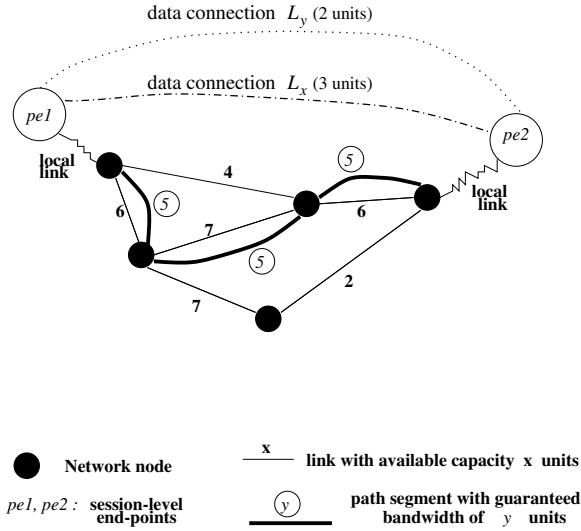 data connection L_y (2 units)
data connection L_x (3 units)
pe1
pe2
local
link
5
4
local
link
6
5
7
6
5
2
7
Network node
x
link with available capacity x units
pe1, pe2 : session-level
end-points
y
path segment with guaranteed
bandwidth of y units